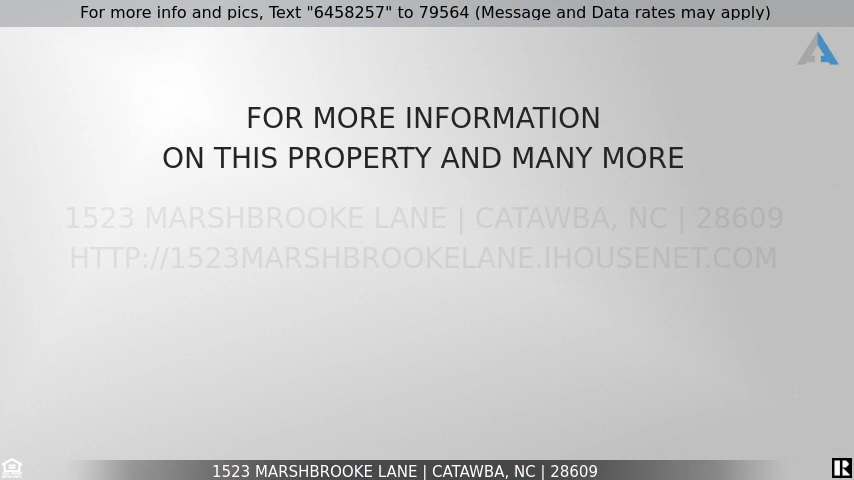 For more info and pics, Text "6458257" to 79564 (Message and Data rates may apply)
FOR MORE INFORMATION
ON THIS PROPERTY AND MANY MORE
1523 MARSHBROOKE LANE | CATAWBA, NC | 28609
HTTP://1523MARSHBROOKELANE.IHOUSENET.COM
1523 MARSHBROOKE LANE | CATAWBA, NC | 28609